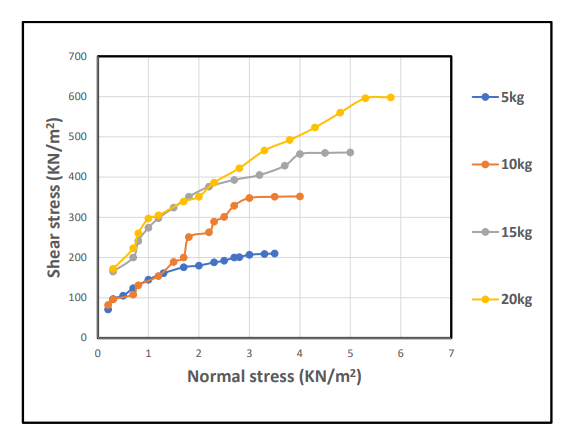 700
600
500
400
300
200
100
0
0 1 2 3 4 5 6 7
Shear stress (KN/m²)
Normal stress (KN/m²)
5kg
10kg
15kg
20kg